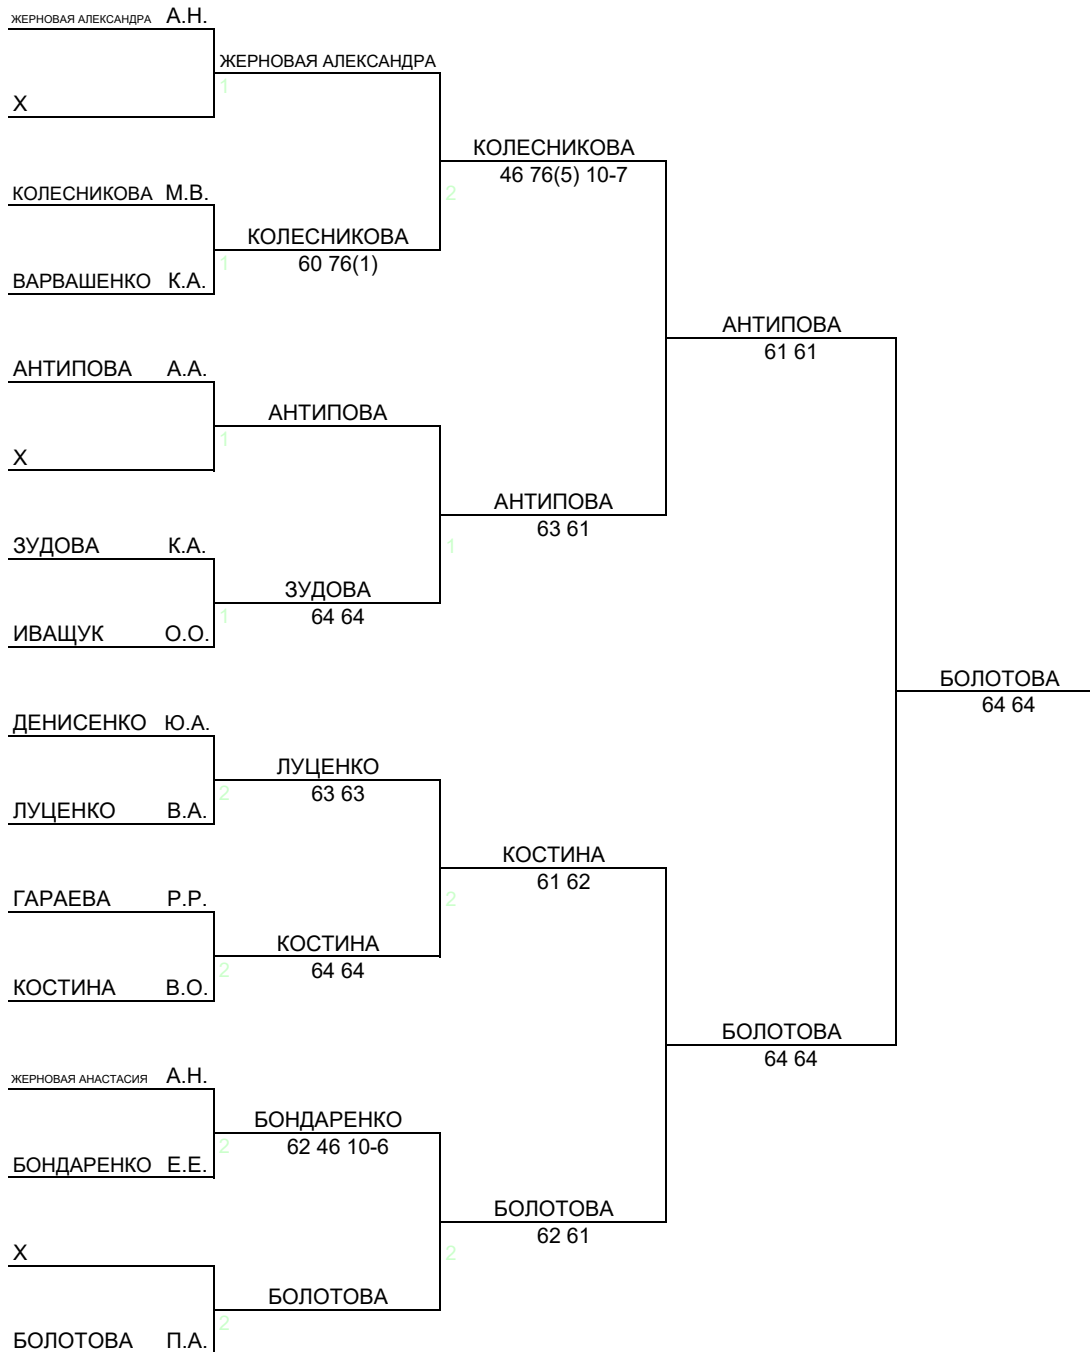 ЖЕРНОВАЯ АЛЕКСАНДРА А.Н.
ЖЕРНОВАЯ АЛЕКСАНДРА
1
X
КОЛЕСНИКОВА
46 76(5) 10-7
2
КОЛЕСНИКОВА М.В.
КОЛЕСНИКОВА
60 76(1)
1
ВАРВАШЕНКО К.А.
АНТИПОВА
61 61
АНТИПОВА А.А.
АНТИПОВА
1
X
АНТИПОВА
63 61
1
ЗУДОВА К.А.
ЗУДОВА
64 64
1
ИВАЩУК О.О.
БОЛОТОВА
64 64
ДЕНИСЕНКО Ю.А.
ЛУЦЕНКО
63 63
2
ЛУЦЕНКО В.А.
КОСТИНА
61 62
2
ГАРАЕВА Р.Р.
КОСТИНА
64 64
2
КОСТИНА В.О.
БОЛОТОВА
64 64
ЖЕРНОВАЯ АНАСТАСИЯ А.Н.
БОНДАРЕНКО
62 46 10-6
2
БОНДАРЕНКО Е.Е.
БОЛОТОВА
62 61
2
X
БОЛОТОВА
2
БОЛОТОВА П.А.